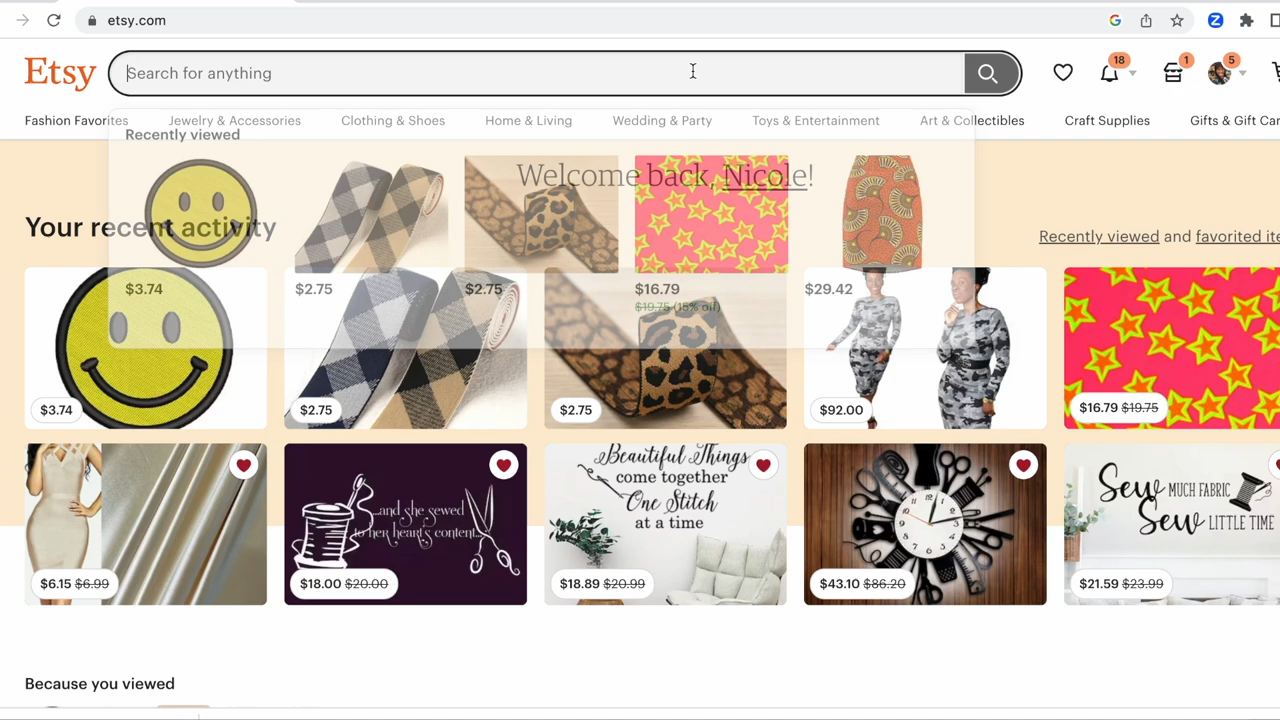 etsy.com
Etsy
Search for anything
18
1
5
Fashion Favorites
Jewelry & Accessories
Clothing & Shoes
Home & Living
Wedding & Party
Toys & Entertainment
Art & Collectibles
Craft Supplies
Gifts & Gift Car
Recently viewed
Welcome back, Nicole!
Your recent activity
Recently viewed and favorited ite
$3.74
$2.75
$2.75
$16.79
$19.75 (15% off)
$29.42
$3.74
$2.75
$2.75
$92.00
$16.79 $19.75
$6.15 $6.99
...and she sewed
to her heart's content...
$18.00 $20.00
Beautiful Things
come together
One Stitch
at a time
$18.89 $20.99
12
$43.10 $86.20
Sew MUCH FABRIC
Sew LITTLE TIME
$21.59 $23.99
Because you viewed